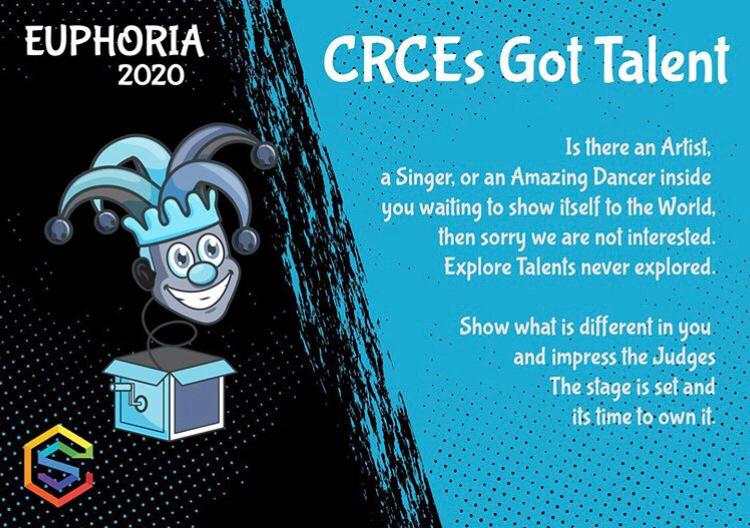 EUPHORIA
2020
CRCEs Got Talent
Is there an Artist,
a Singer, or an Amazing Dancer inside
you waiting to show itself to the World,
then sorry we are not interested.
Explore Talents never explored.
Show what is different in you
and impress the Judges
The stage is set and
its time to own it.